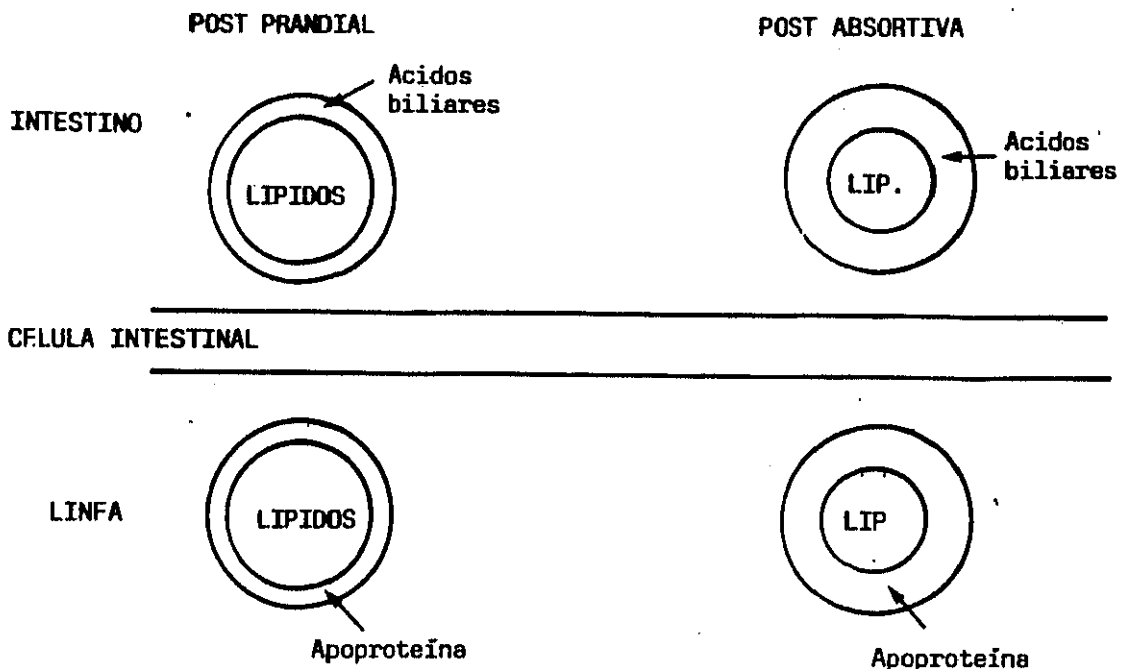 POST PRANDIAL
POST ABSORTIVA
INTESTINO
Acidos
biliares
LIPIDOS
LIP.
Acidos
biliares
CELULA INTESTINAL
LINFA
LIPIDOS
LIP
Apoproteína
Apoproteína